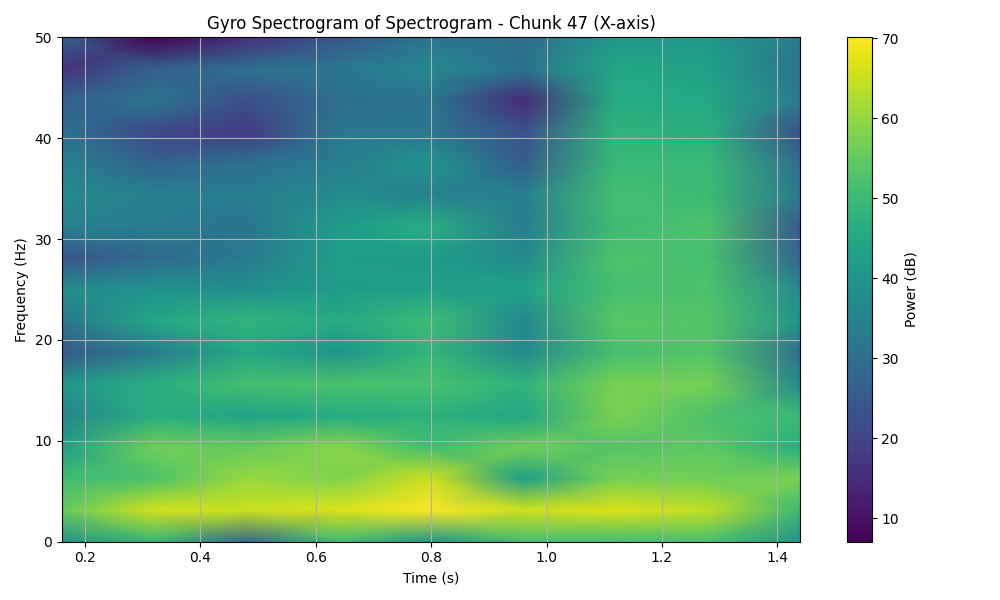 Gyro Spectrogram of Spectrogram - Chunk 47 (X-axis)
Frequency (Hz)
50
40
30
20
10
0
0.2 0.4 0.6 0.8 1.0 1.2 1.4
Time (s)
70
60
50
40
30
20
10
Power (dB)